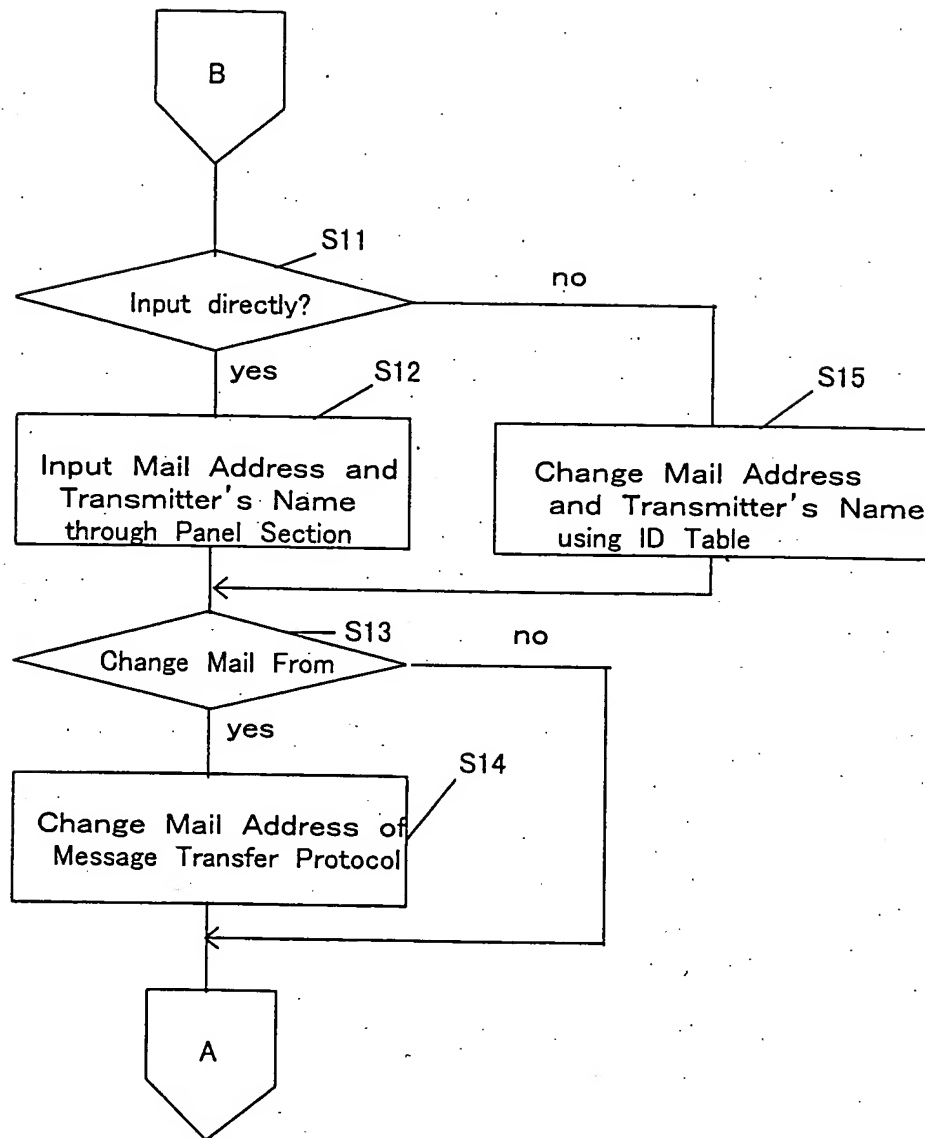 B
S11
Input directly?
no
yes
S12
Input Mail Address and
Transmitter's Name
through Panel Section
S15
Change Mail Address
and Transmitter's Name
using ID Table
S13
Change Mail From
no
yes
S14
Change Mail Address of
Message Transfer Protocol
A